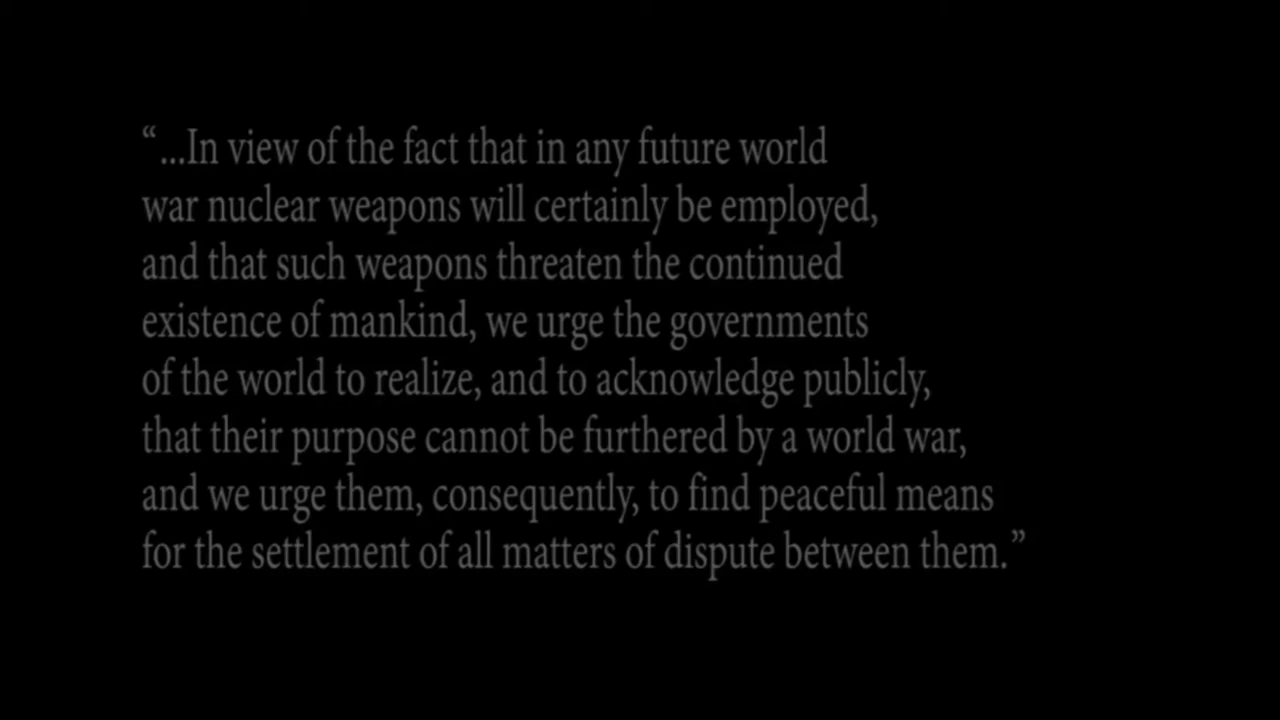 “...In view of the fact that in any future world
war nuclear weapons will certainly be employed,
and that such weapons threaten the continued
existence of mankind, we urge the governments
of the world to realize, and to acknowledge publicly,
that their purpose cannot be furthered by a world war,
and we urge them, consequently, to find peaceful means
for the settlement of all matters of dispute between them.”